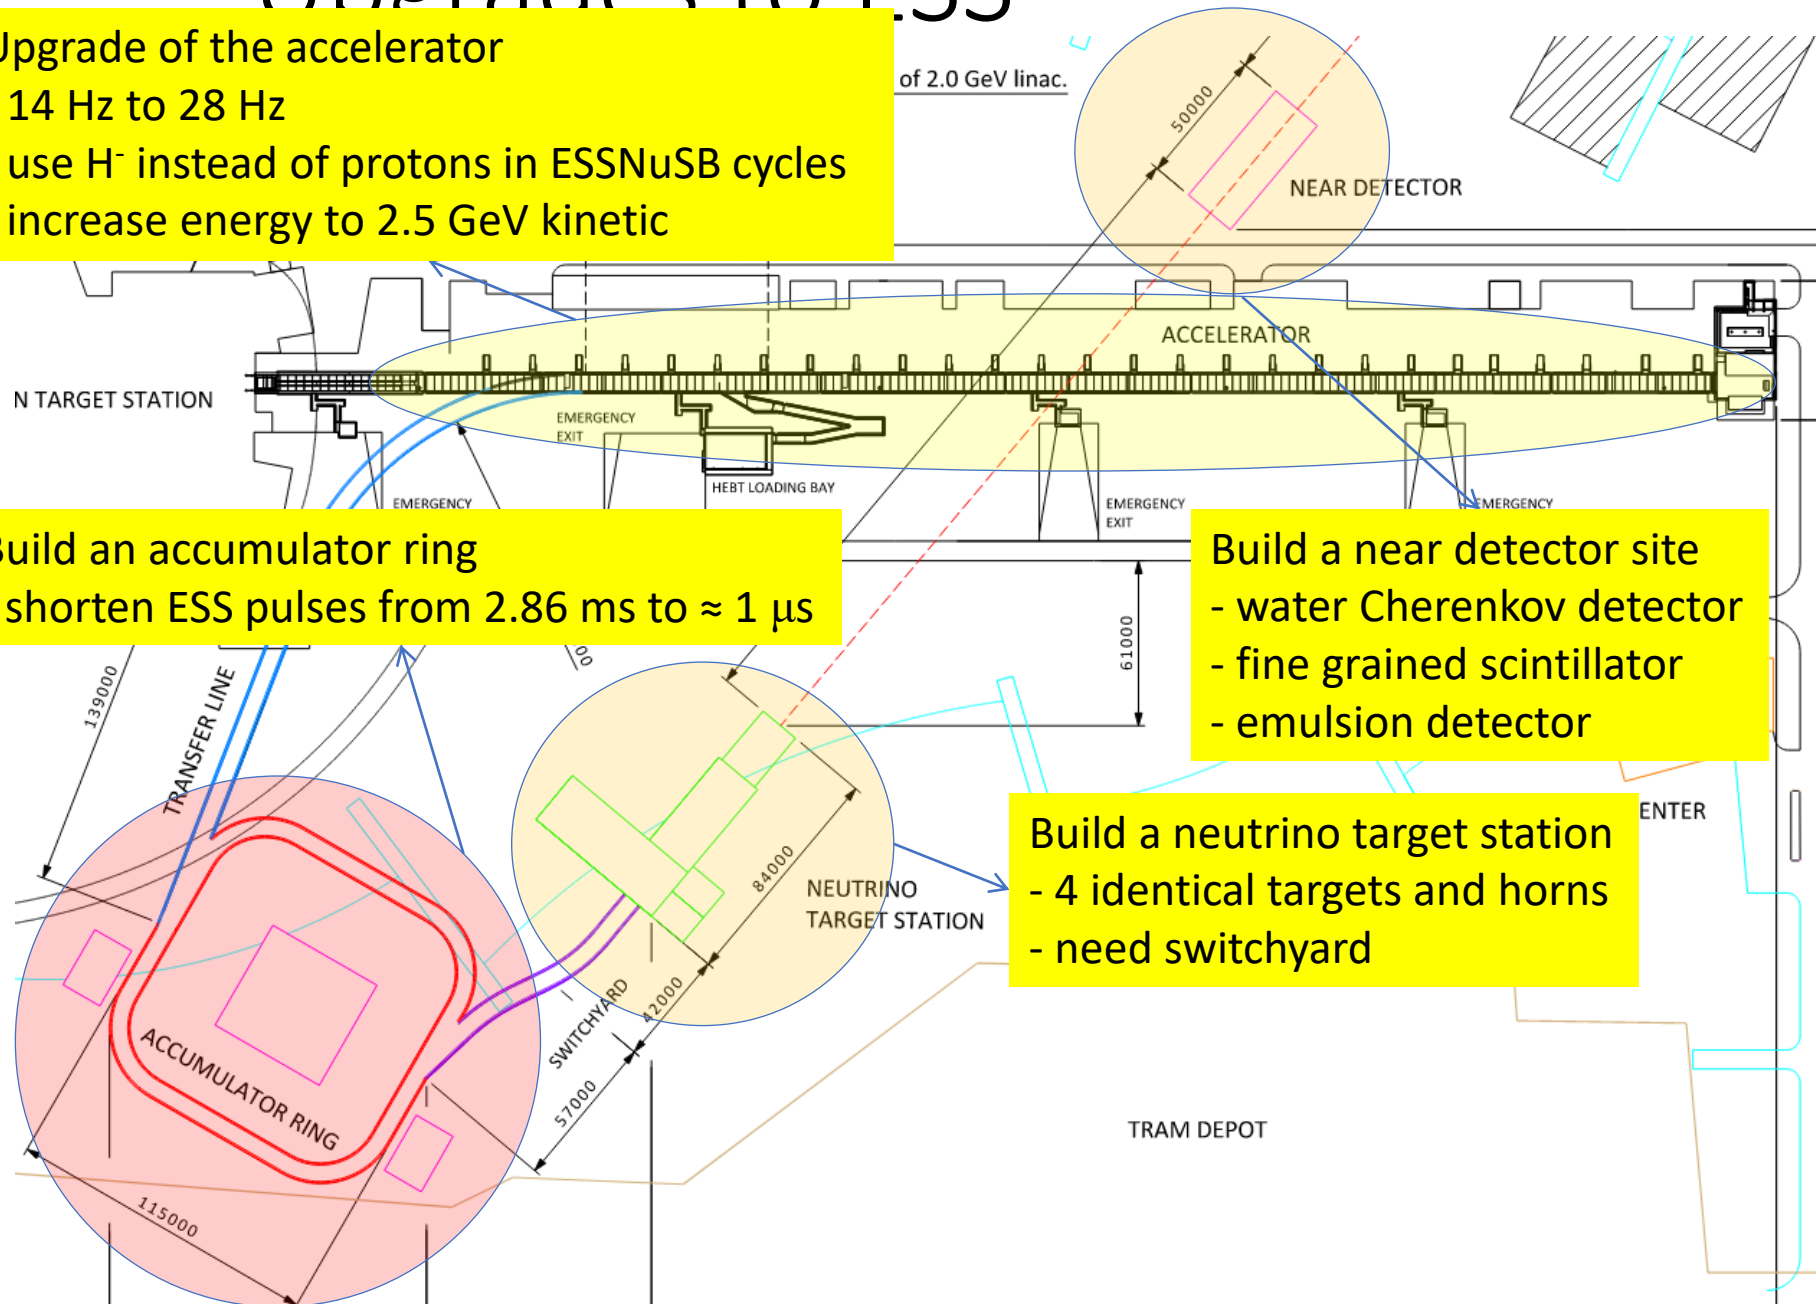 Upgrades to ESS
Upgrade of the accelerator
14 Hz to 28 Hz
use H⁻ instead of protons in ESSNuSB cycles
increase energy to 2.5 GeV kinetic
of 2.0 GeV linac.
50000
NEAR DETECTOR
ACCELERATOR
N TARGET STATION
EMERGENCY
EXIT
HEBT LOADING BAY
EMERGENCY
EMERGENCY
EXIT
EMERGENCY
Build an accumulator ring
shorten ESS pulses from 2.86 ms to ≈ 1 μs
Build a near detector site
- water Cherenkov detector
- fine grained scintillator
- emulsion detector
61000
00
139000
TRANSFER LINE
ENTER
Build a neutrino target station
- 4 identical targets and horns
- need switchyard
84000
NEUTRINO
TARGET STATION
SWITCHYARD
42000
57000
ACCUMULATOR RING
115000
TRAM DEPOT